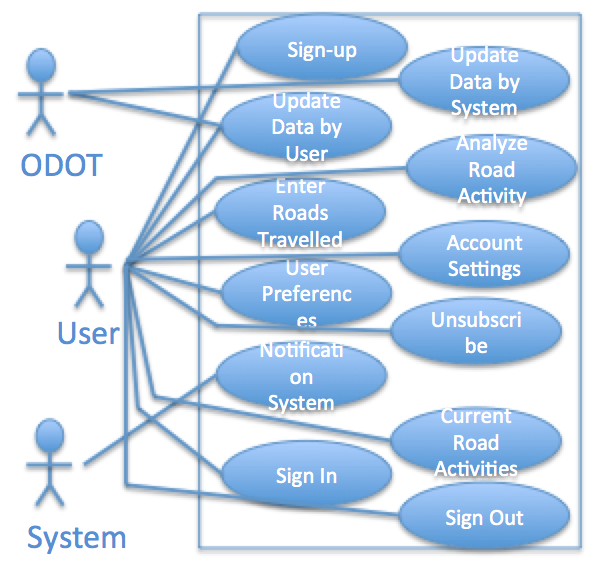 Sign-up
Update
Data by
System
Update
Data by
User
ODOT
Analyze
Road
Activity
Enter
Roads
Travelled
Account
Settings
User
Preferenc
es
User
Unsubscri
be
Notificati
on
System
Current
Road
Activities
Sign In
Sign Out
System